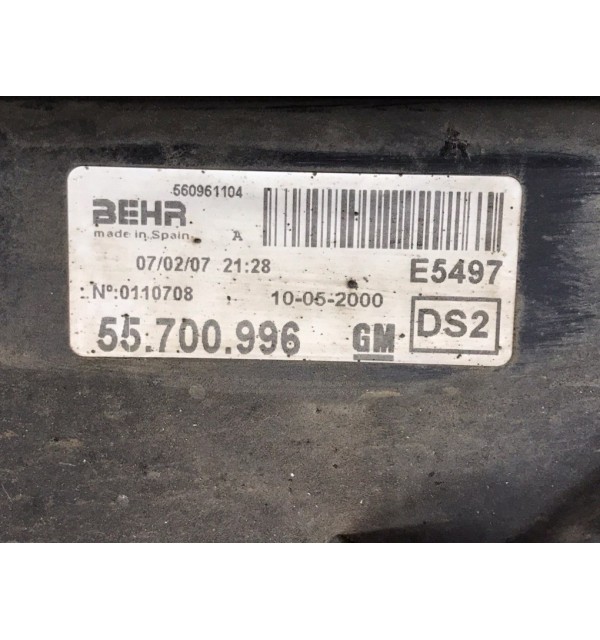 560961104
BEHR
made in Spain A
E5497
07/02/07 21:28
Nº:0110708 10-05-2000
DS2
55.700.996 GM